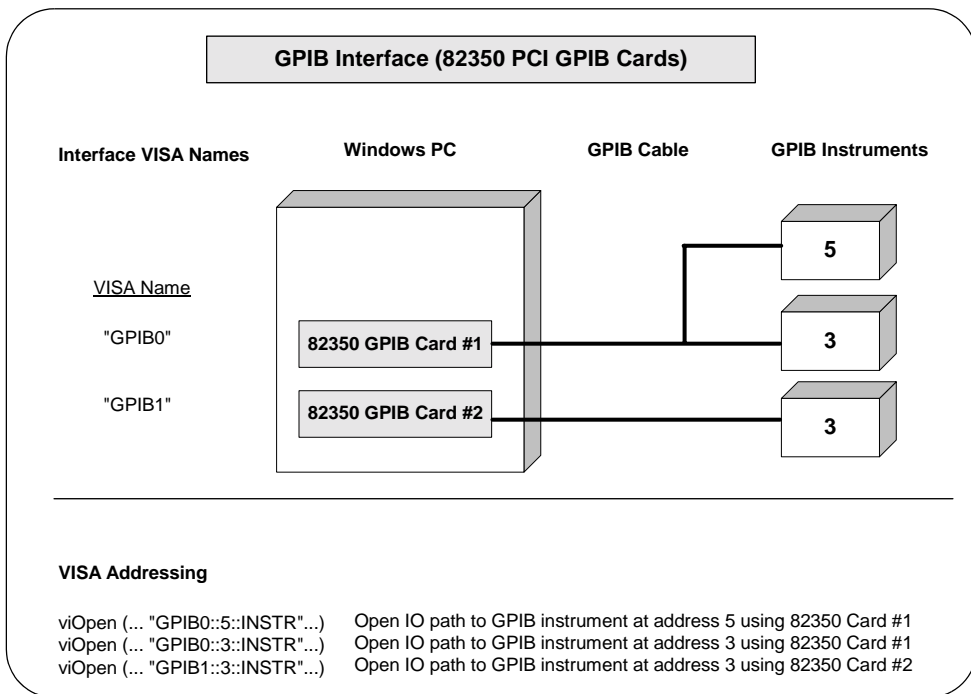 GPIB Interface (82350 PCI GPIB Cards)
Interface VISA Names
Windows PC
GPIB Cable
GPIB Instruments
5
VISA Name
"GPIB0"
82350 GPIB Card #1
3
"GPIB1"
82350 GPIB Card #2
3
VISA Addressing
viOpen (... "GPIB0::5::INSTR"...) Open IO path to GPIB instrument at address 5 using 82350 Card #1
viOpen (... "GPIB0::3::INSTR"...) Open IO path to GPIB instrument at address 3 using 82350 Card #1
viOpen (... "GPIB1::3::INSTR"...) Open IO path to GPIB instrument at address 3 using 82350 Card #2